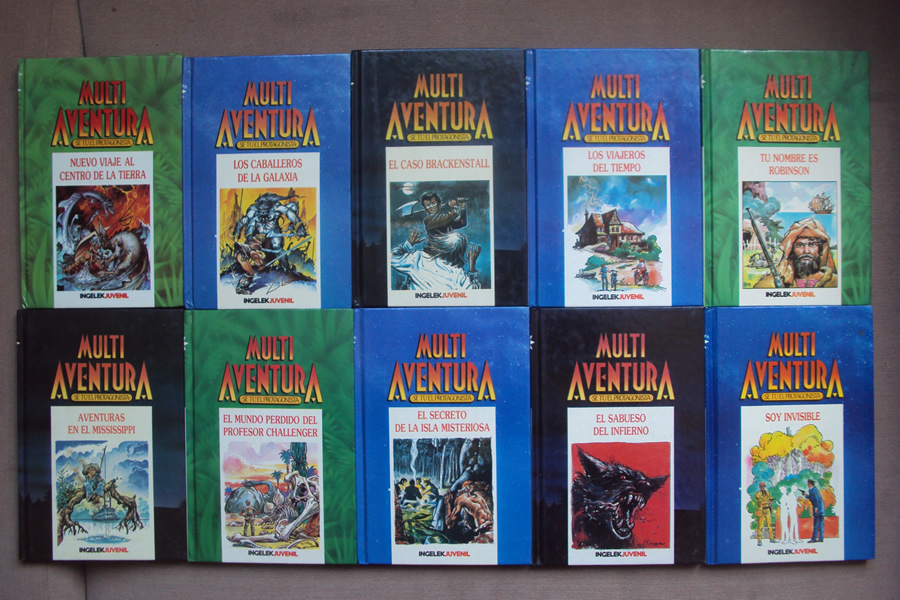 MULTI
AVENTURA
SE TU EL PROTAGONISTA
NUEVO VIAJE AL
CENTRO DE LA TIERRA
INGELEK JUVENIL
MULTI
AVENTURA
SE TU EL PROTAGONISTA
LOS CABALLEROS
DE LA GALAXIA
INGELEK JUVENIL
MULTI
AVENTURA
SE TU EL PROTAGONISTA
EL CASO BRACKENSTALL
INGELEK JUVENIL
MULTI
AVENTURA
SE TU EL PROTAGONISTA
LOS VIAJEROS
DEL TIEMPO
INGELEK JUVENIL
MULTI
AVENTURA
SE TU EL PROTAGONISTA
TU NOMBRE ES
ROBINSON
INGELEK JUVENIL
MULTI
AVENTURA
SE TU EL PROTAGONISTA
AVENTURAS
EN EL MISSISSIPPI
INGELEK JUVENIL
MULTI
AVENTURA
SE TU EL PROTAGONISTA
EL MUNDO PERDIDO DEL
PROFESOR CHALLENGER
INGELEK JUVENIL
MULTI
AVENTURA
SE TU EL PROTAGONISTA
EL SECRETO
DE LA ISLA MISTERIOSA
INGELEK JUVENIL
MULTI
AVENTURA
SE TU EL PROTAGONISTA
EL SABUESO
DEL INFIERNO
INGELEK JUVENIL
MULTI
AVENTURA
SE TU EL PROTAGONISTA
SOY INVISIBLE
INGELEK JUVENIL